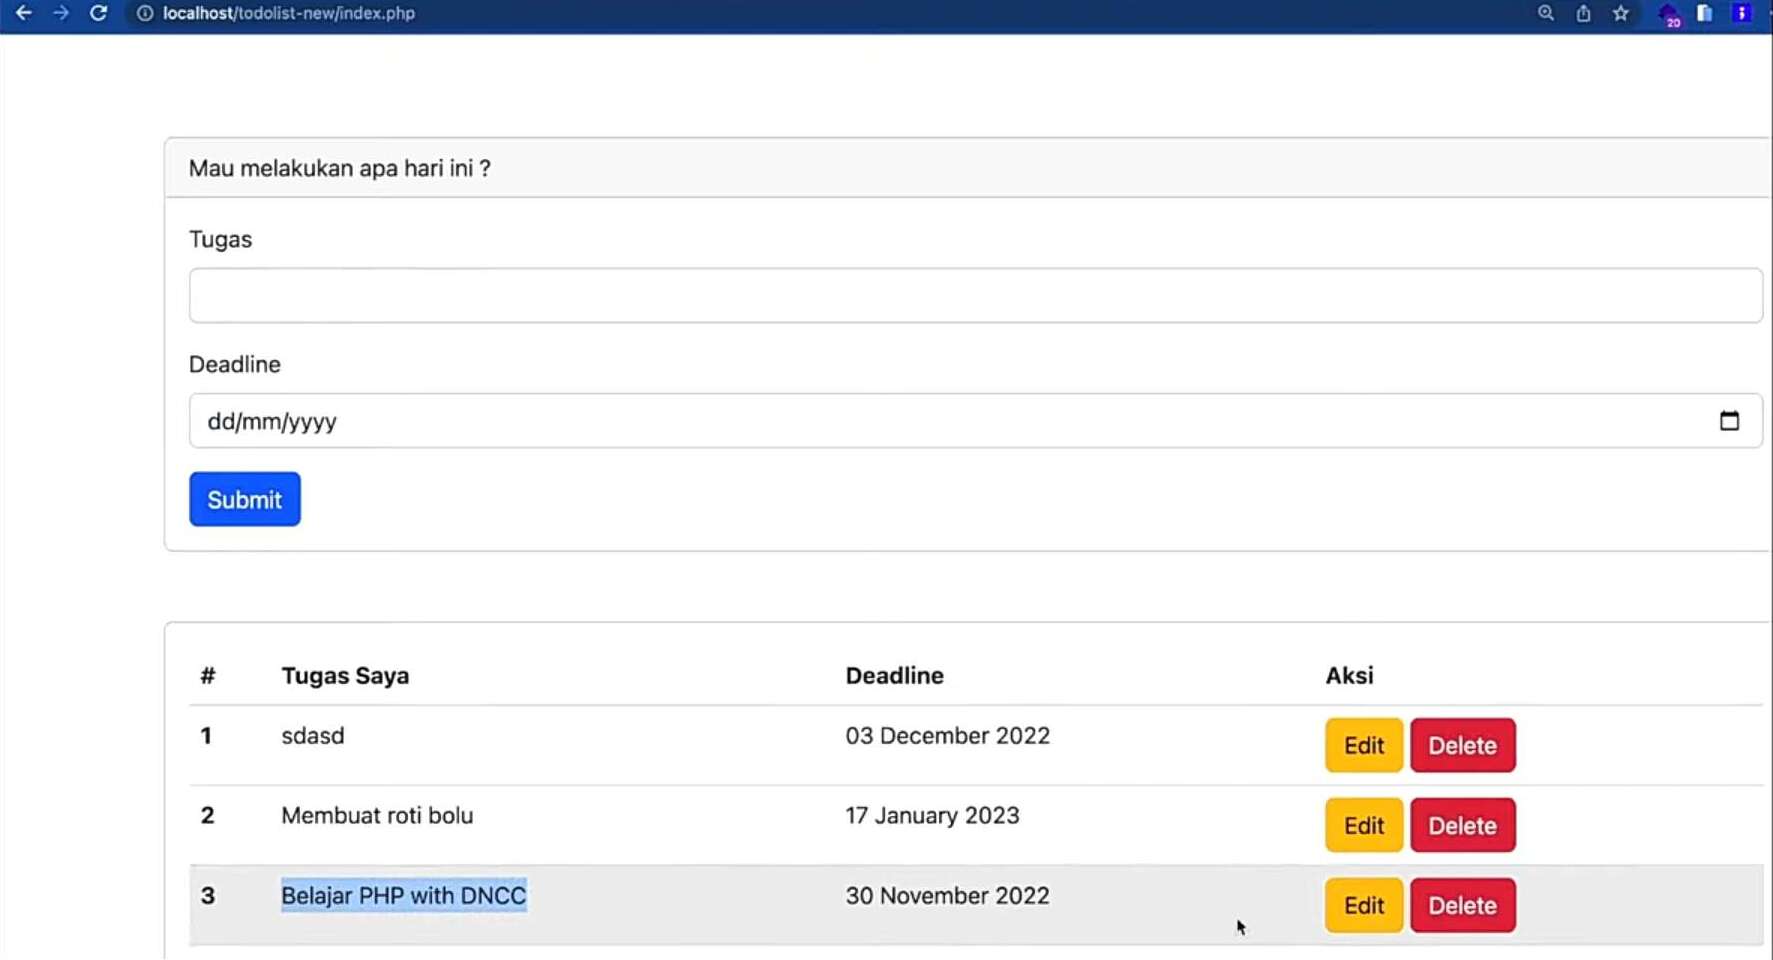 localhost/todolist-new/index.php
20
Mau melakukan apa hari ini ?
Tugas
Deadline
dd/mm/yyyy
Submit
# Tugas Saya Deadline Aksi
1 sdasd 03 December 2022 Edit Delete
2 Membuat roti bolu 17 January 2023 Edit Delete
3 Belajar PHP with DNCC 30 November 2022 Edit Delete